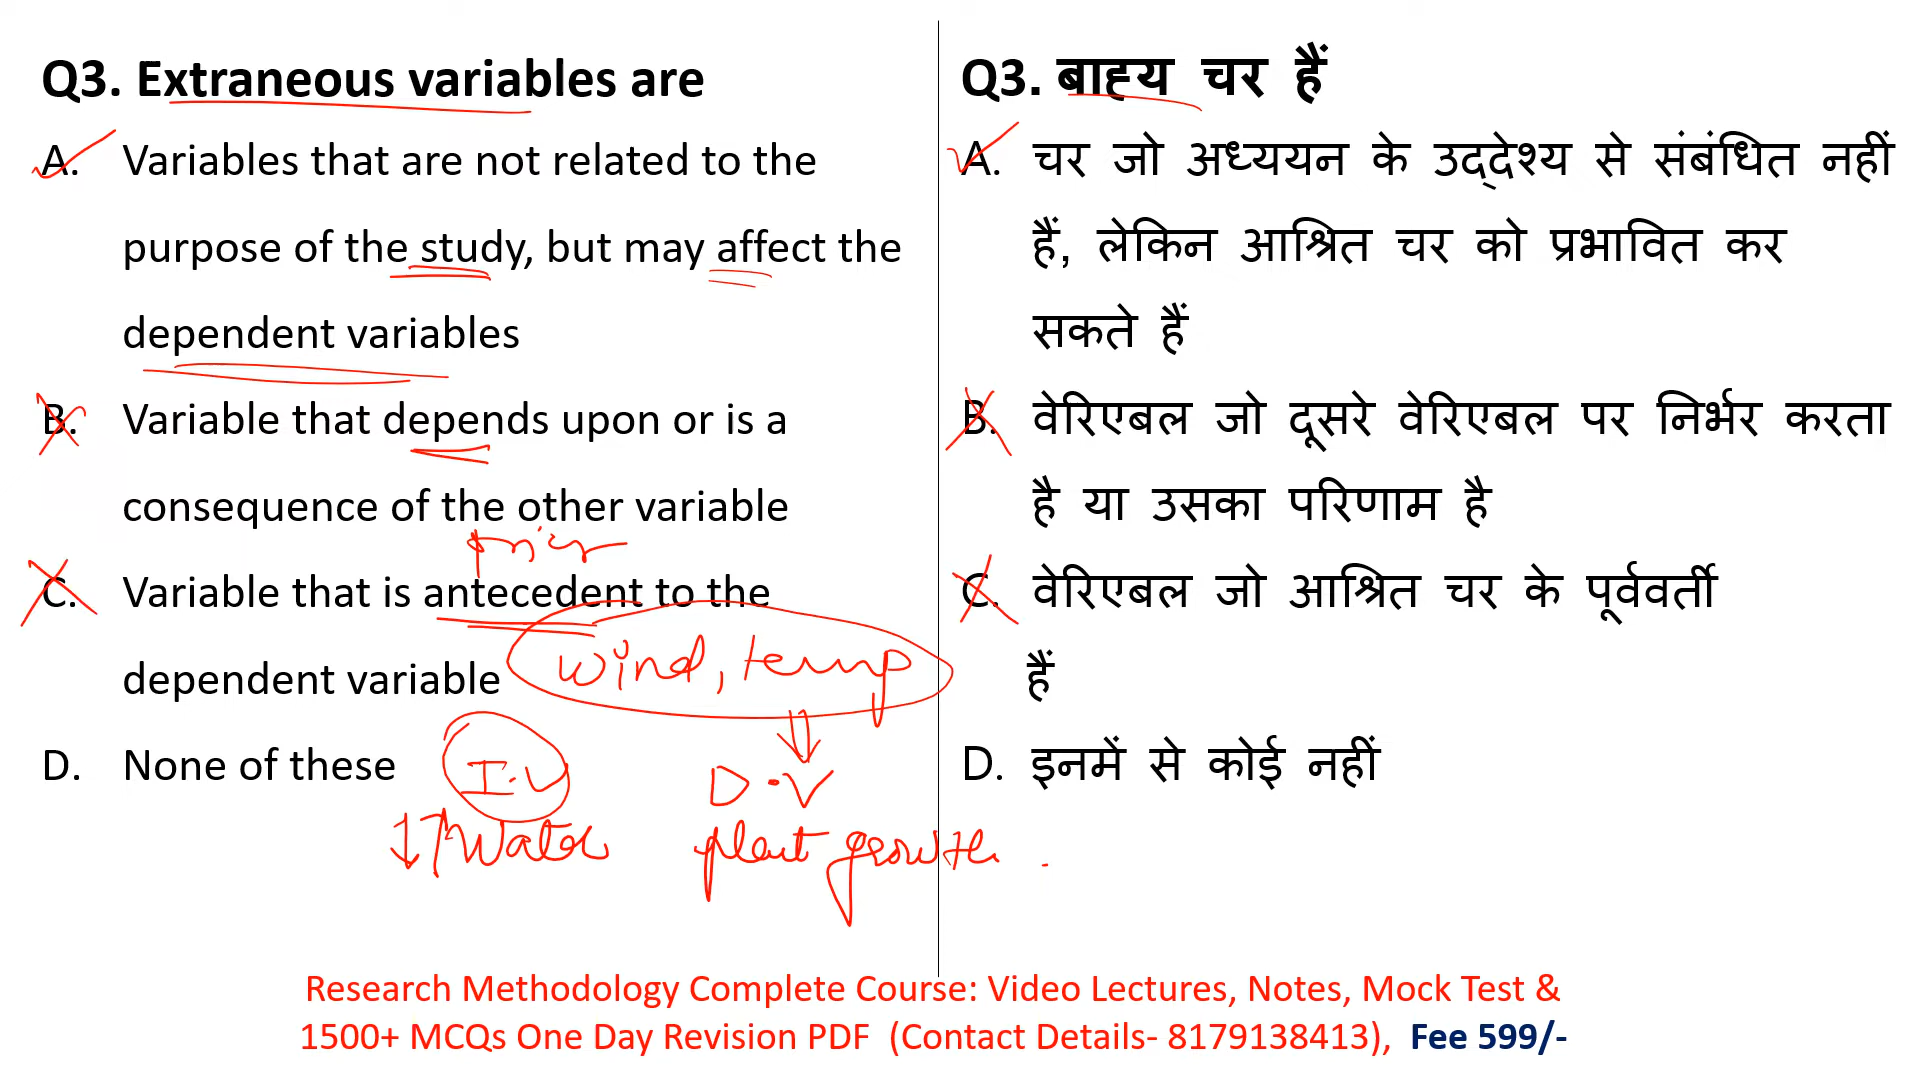 Q3. Extraneous variables are
A. Variables that are not related to the
purpose of the study, but may affect the
dependent variables
B. Variable that depends upon or is a
consequence of the other variable
prior
C. Variable that is antecedent to the
wind, temp
dependent variable
D. None of these
I.V
D.V
Water
plant growth
Q3. बाह्य चर हैं
A. चर जो अध्ययन के उद्देश्य से संबंधित नहीं
हैं, लेकिन आश्रित चर को प्रभावित कर
सकते हैं
B. वेरिएबल जो दूसरे वेरिएबल पर निर्भर करता
है या उसका परिणाम है
C. वेरिएबल जो आश्रित चर के पूर्ववर्ती
हैं
D. इनमें से कोई नहीं
Research Methodology Complete Course: Video Lectures, Notes, Mock Test &
1500+ MCQs One Day Revision PDF (Contact Details- 8179138413), Fee 599/-